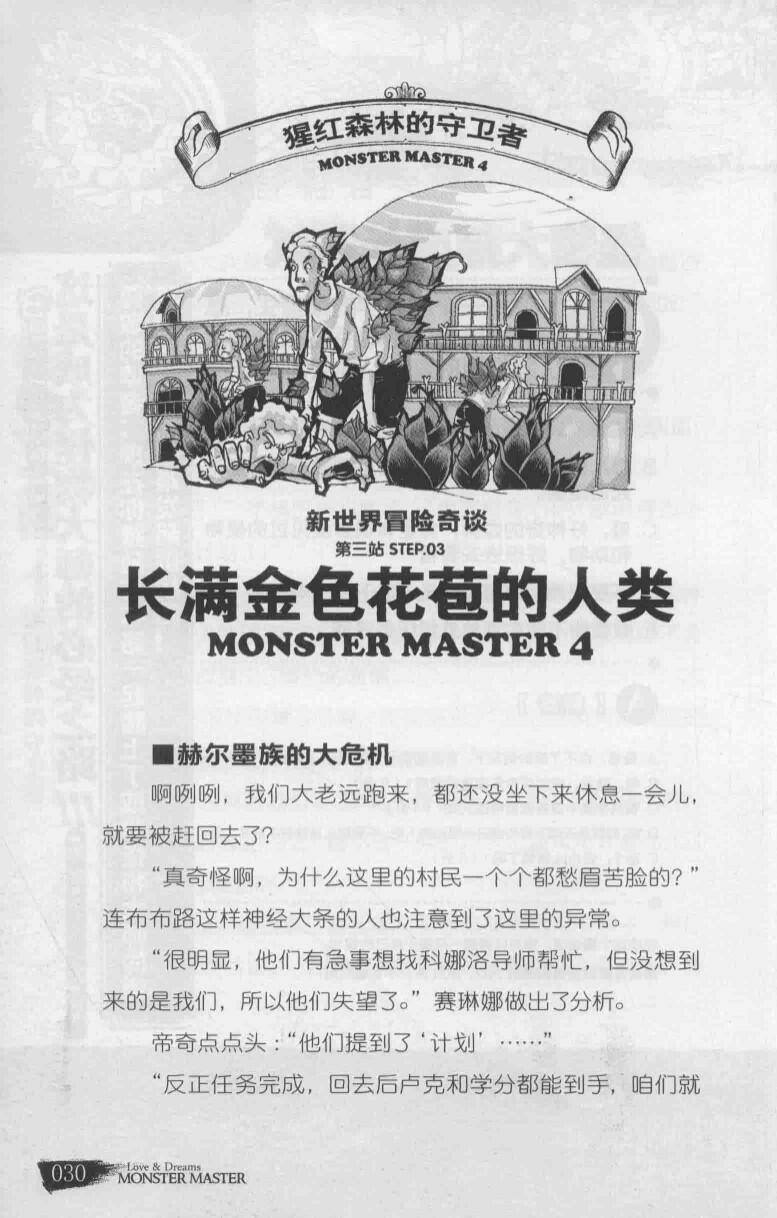 猩红森林的守卫者
MONSTER MASTER 4
新世界冒险奇谈
第三站 STEP.03
长满金色花苞的人类
MONSTER MASTER 4
■赫尔墨族的大危机
啊咧咧，我们大老远跑来，都还没坐下来休息一会儿，
就要被赶回去了？
“真奇怪啊，为什么这里的村民一个个都愁眉苦脸的？”
连布布路这样神经大条的人也注意到了这里的异常。
“很明显，他们有急事想找科娜洛导师帮忙，但没想到
来的是我们，所以他们失望了。”赛琳娜做出了分析。
帝奇点点头：“他们提到了‘计划’……”
“反正任务完成，回去后卢克和学分都能到手，咱们就
030
Love & Dreams
MONSTER MASTER